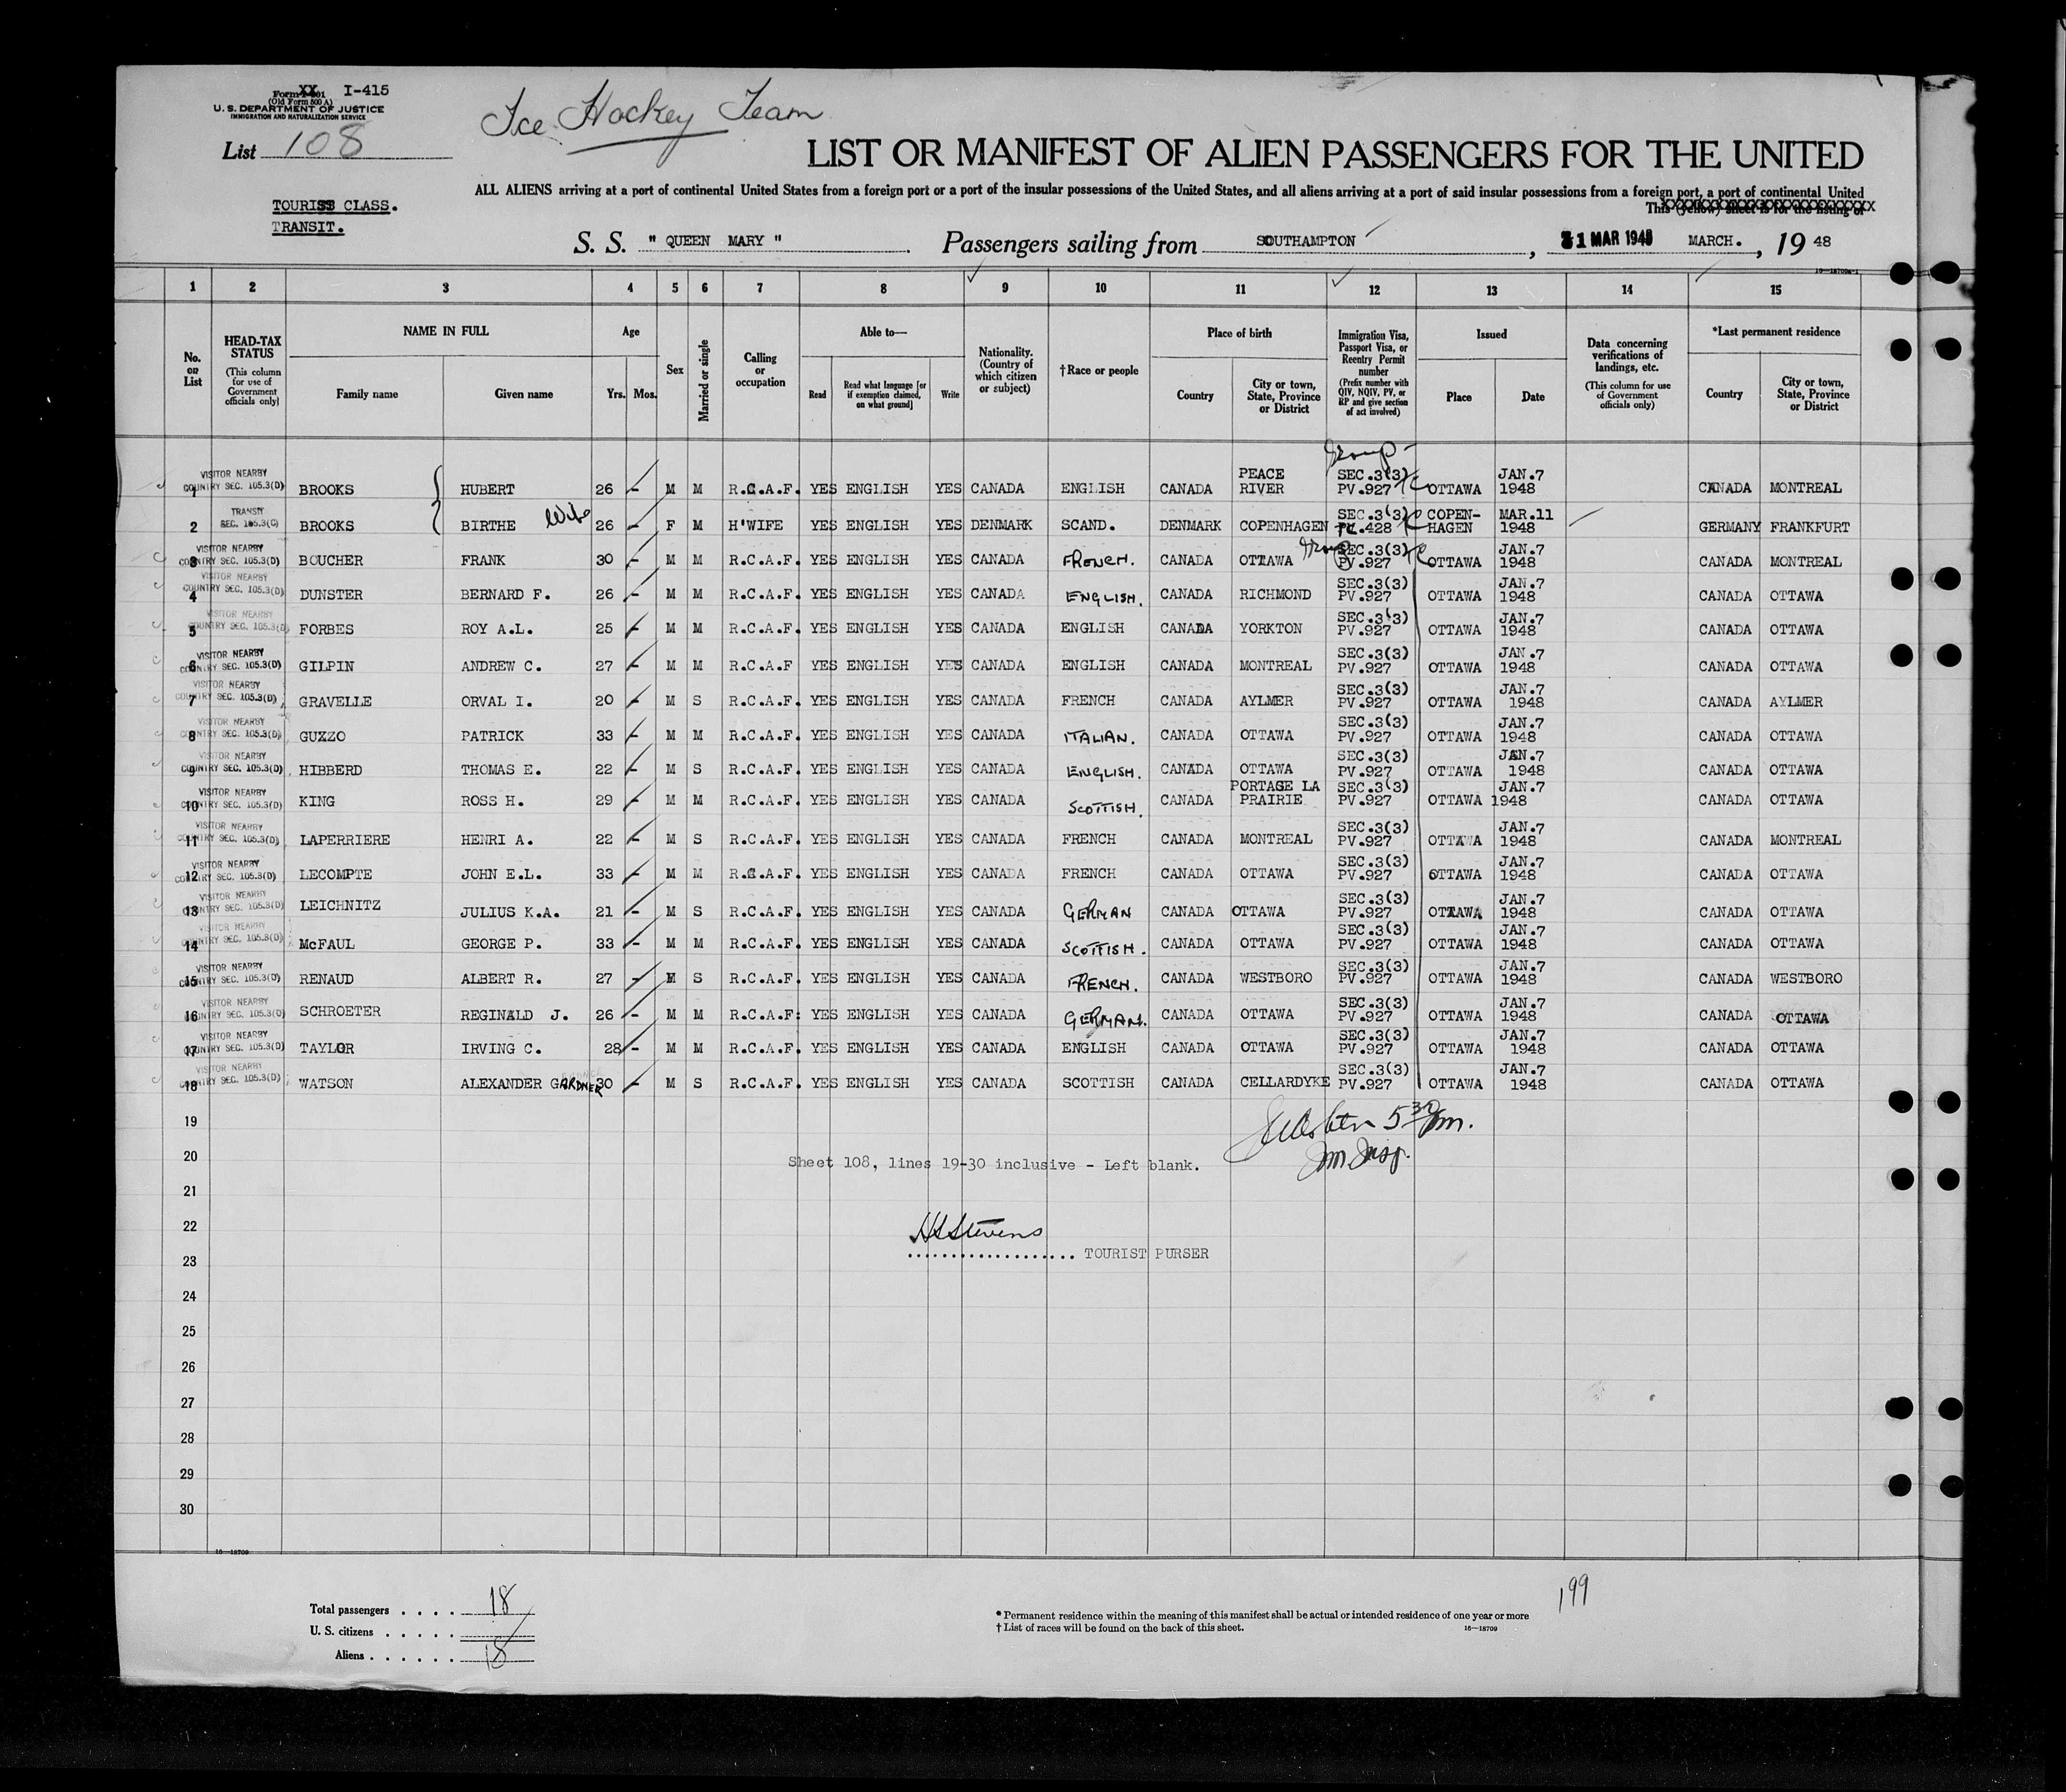 Form I-415
(Old Form 500 A)
U. S. DEPARTMENT OF JUSTICE
IMMIGRATION AND NATURALIZATION SERVICE
Ice Hockey Team
List 108
LIST OR MANIFEST OF ALIEN PASSENGERS FOR THE UNITED
ALL ALIENS arriving at a port of continental United States from a foreign port or a port of the insular possessions of the United States, and all aliens arriving at a port of said insular possessions from a foreign port, a port of continental United
TOURIST CLASS.
This (yellow) sheet is for the listing of
TRANSIT.
S. S. " QUEEN MARY " Passengers sailing from SOUTHAMPTON , 31 MAR 1948 MARCH. , 19 48
1 2 3 4 5 6 7 8 9 10 11 12 13 14 15
No. on List
HEAD-TAX STATUS (This column for use of Government officials only)
NAME IN FULL Family name Given name
Age Yrs. Mos.
Sex
Married or single
Calling or occupation
Able to— Read Read what language [or if exemption claimed, on what ground] Write
Nationality. (Country of which citizen or subject)
†Race or people
Place of birth Country City or town, State, Province or District
Immigration Visa, Passport Visa, or Reentry Permit number (Prefix number with QIV, NQIV, PV, or RP and give section of act involved)
Issued Place Date
Data concerning verifications of landings, etc. (This column for use of Government officials only)
*Last permanent residence Country City or town, State, Province or District
Group
1 VISITOR NEARBY COUNTRY SEC. 105.3(D) BROOKS HUBERT 26 - M M R.C.A.F. YES ENGLISH YES CANADA ENGLISH CANADA PEACE RIVER SEC.3(3) PV.927 OTTAWA JAN.7 1948 CANADA MONTREAL
2 TRANSIT SEC. 105.3(C) BROOKS BIRTHE Wife 26 - F M H'WIFE YES ENGLISH YES DENMARK SCAND. DENMARK COPENHAGEN SEC.3(3) .428 COPEN-HAGEN MAR.11 1948 GERMANY FRANKFURT
3 VISITOR NEARBY COUNTRY SEC. 105.3(D) BOUCHER FRANK 30 - M M R.C.A.F. YES ENGLISH YES CANADA FRENCH. CANADA OTTAWA Group SEC.3(3) PV.927 OTTAWA JAN.7 1948 CANADA MONTREAL
4 VISITOR NEARBY COUNTRY SEC. 105.3(D) DUNSTER BERNARD F. 26 - M M R.C.A.F. YES ENGLISH YES CANADA ENGLISH. CANADA RICHMOND SEC.3(3) PV.927 OTTAWA JAN.7 1948 CANADA OTTAWA
5 VISITOR NEARBY COUNTRY SEC. 105.3(D) FORBES ROY A.L. 25 - M M R.C.A.F. YES ENGLISH YES CANADA ENGLISH CANADA YORKTON SEC.3(3) PV.927 OTTAWA JAN.7 1948 CANADA OTTAWA
6 VISITOR NEARBY COUNTRY SEC. 105.3(D) GILPIN ANDREW C. 27 - M M R.C.A.F YES ENGLISH YES CANADA ENGLISH CANADA MONTREAL SEC.3(3) PV.927 OTTAWA JAN.7 1948 CANADA OTTAWA
7 VISITOR NEARBY COUNTRY SEC. 105.3(D) GRAVELLE ORVAL I. 20 - M S R.C.A.F. YES ENGLISH YES CANADA FRENCH CANADA AYLMER SEC.3(3) PV.927 OTTAWA JAN.7 1948 CANADA AYLMER
8 VISITOR NEARBY COUNTRY SEC. 105.3(D) GUZZO PATRICK 33 - M M R.C.A.F. YES ENGLISH YES CANADA ITALIAN. CANADA OTTAWA SEC.3(3) PV.927 OTTAWA JAN.7 1948 CANADA OTTAWA
9 VISITOR NEARBY COUNTRY SEC. 105.3(D) HIBBERD THOMAS E. 22 - M S R.C.A.F. YES ENGLISH YES CANADA ENGLISH. CANADA OTTAWA SEC.3(3) PV.927 OTTAWA JAN.7 1948 CANADA OTTAWA
10 VISITOR NEARBY COUNTRY SEC. 105.3(D) KING ROSS H. 29 - M M R.C.A.F. YES ENGLISH YES CANADA SCOTTISH. CANADA PORTAGE LA PRAIRIE SEC.3(3) PV.927 OTTAWA JAN.7 1948 CANADA OTTAWA
11 VISITOR NEARBY COUNTRY SEC. 105.3(D) LAPERRIERE HENRI A. 22 - M S R.C.A.F. YES ENGLISH YES CANADA FRENCH CANADA MONTREAL SEC.3(3) PV.927 OTTAWA JAN.7 1948 CANADA MONTREAL
12 VISITOR NEARBY COUNTRY SEC. 105.3(D) LECOMPTE JOHN E.L. 33 - M M R.C.A.F. YES ENGLISH YES CANADA FRENCH CANADA OTTAWA SEC.3(3) PV.927 OTTAWA JAN.7 1948 CANADA OTTAWA
13 VISITOR NEARBY COUNTRY SEC. 105.3(D) LEICHNITZ JULIUS K.A. 21 - M S R.C.A.F. YES ENGLISH YES CANADA GERMAN CANADA OTTAWA SEC.3(3) PV.927 OTTAWA JAN.7 1948 CANADA OTTAWA
14 VISITOR NEARBY COUNTRY SEC. 105.3(D) McFAUL GEORGE P. 33 - M M R.C.A.F. YES ENGLISH YES CANADA SCOTTISH. CANADA OTTAWA SEC.3(3) PV.927 OTTAWA JAN.7 1948 CANADA OTTAWA
15 VISITOR NEARBY COUNTRY SEC. 105.3(D) RENAUD ALBERT R. 27 - M S R.C.A.F. YES ENGLISH YES CANADA FRENCH. CANADA WESTBORO SEC.3(3) PV.927 OTTAWA JAN.7 1948 CANADA WESTBORO
16 VISITOR NEARBY COUNTRY SEC. 105.3(D) SCHROETER REGINALD J. 26 - M M R.C.A.F. YES ENGLISH YES CANADA GERMAN. CANADA OTTAWA SEC.3(3) PV.927 OTTAWA JAN.7 1948 CANADA OTTAWA
17 VISITOR NEARBY COUNTRY SEC. 105.3(D) TAYLOR IRVING C. 28 - M M R.C.A.F. YES ENGLISH YES CANADA ENGLISH CANADA OTTAWA SEC.3(3) PV.927 OTTAWA JAN.7 1948 CANADA OTTAWA
18 VISITOR NEARBY COUNTRY SEC. 105.3(D) WATSON ALEXANDER GARDNER 30 - M S R.C.A.F. YES ENGLISH YES CANADA SCOTTISH CANADA CELLARDYKE SEC.3(3) PV.927 OTTAWA JAN.7 1948 CANADA OTTAWA
19 5 30 pm.
20 Sheet 108, lines 19-30 inclusive - Left blank. Im Insp.
21
22 Stevens
23 TOURIST PURSER
24
25
26
27
28
29
30
16—18709
Total passengers . . . . 18
U. S. citizens . . . . .
Aliens . . . . . . 18
199
* Permanent residence within the meaning of this manifest shall be actual or intended residence of one year or more
† List of races will be found on the back of this sheet. 16—18709